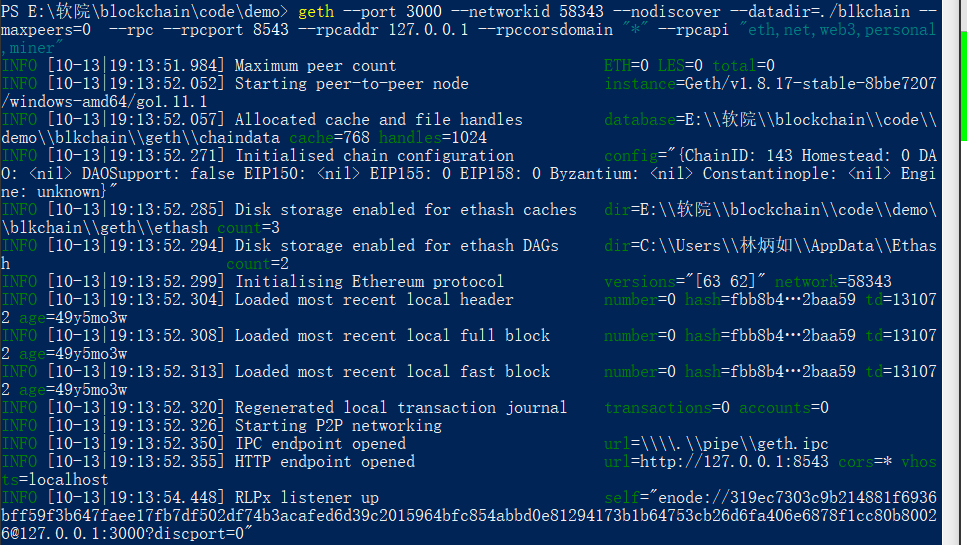 PS E:\软院\blockchain\code\demo> geth --port 3000 --networkid 58343 --nodiscover --datadir=./blkchain --
maxpeers=0  --rpc --rpcport 8543 --rpcaddr 127.0.0.1 --rpccorsdomain "*" --rpcapi "eth,net,web3,personal
,miner"
INFO [10-13|19:13:51.984] Maximum peer count                       ETH=0 LES=0 total=0
INFO [10-13|19:13:52.052] Starting peer-to-peer node               instance=Geth/v1.8.17-stable-8bbe7207
/windows-amd64/go1.11.1
INFO [10-13|19:13:52.057] Allocated cache and file handles         database=E:\\软院\\blockchain\\code\\
demo\\blkchain\\geth\\chaindata cache=768 handles=1024
INFO [10-13|19:13:52.271] Initialised chain configuration          config="{ChainID: 143 Homestead: 0 DA
O: <nil> DAOSupport: false EIP150: <nil> EIP155: 0 EIP158: 0 Byzantium: <nil> Constantinople: <nil> Engi
ne: unknown}"
INFO [10-13|19:13:52.285] Disk storage enabled for ethash caches   dir=E:\\软院\\blockchain\\code\\demo\
\blkchain\\geth\\ethash count=3
INFO [10-13|19:13:52.294] Disk storage enabled for ethash DAGs     dir=C:\\Users\\林炳如\\AppData\\Ethas
h                         count=2
INFO [10-13|19:13:52.299] Initialising Ethereum protocol           versions="[63 62]" network=58343
INFO [10-13|19:13:52.304] Loaded most recent local header          number=0 hash=fbb8b4…2baa59 td=13107
2 age=49y5mo3w
INFO [10-13|19:13:52.308] Loaded most recent local full block      number=0 hash=fbb8b4…2baa59 td=13107
2 age=49y5mo3w
INFO [10-13|19:13:52.313] Loaded most recent local fast block      number=0 hash=fbb8b4…2baa59 td=13107
2 age=49y5mo3w
INFO [10-13|19:13:52.320] Regenerated local transaction journal    transactions=0 accounts=0
INFO [10-13|19:13:52.326] Starting P2P networking
INFO [10-13|19:13:52.350] IPC endpoint opened                      url=\\\\.\\pipe\\geth.ipc
INFO [10-13|19:13:52.355] HTTP endpoint opened                     url=http://127.0.0.1:8543 cors=* vhos
ts=localhost
INFO [10-13|19:13:54.448] RLPx listener up                         self="enode://319ec7303c9b214881f6936
bff59f3b647faee17fb7df502df74b3acafed6d39c2015964bfc854abbd0e81294173b1b64753cb26d6fa406e6878f1cc80b8002
6@127.0.0.1:3000?discport=0"